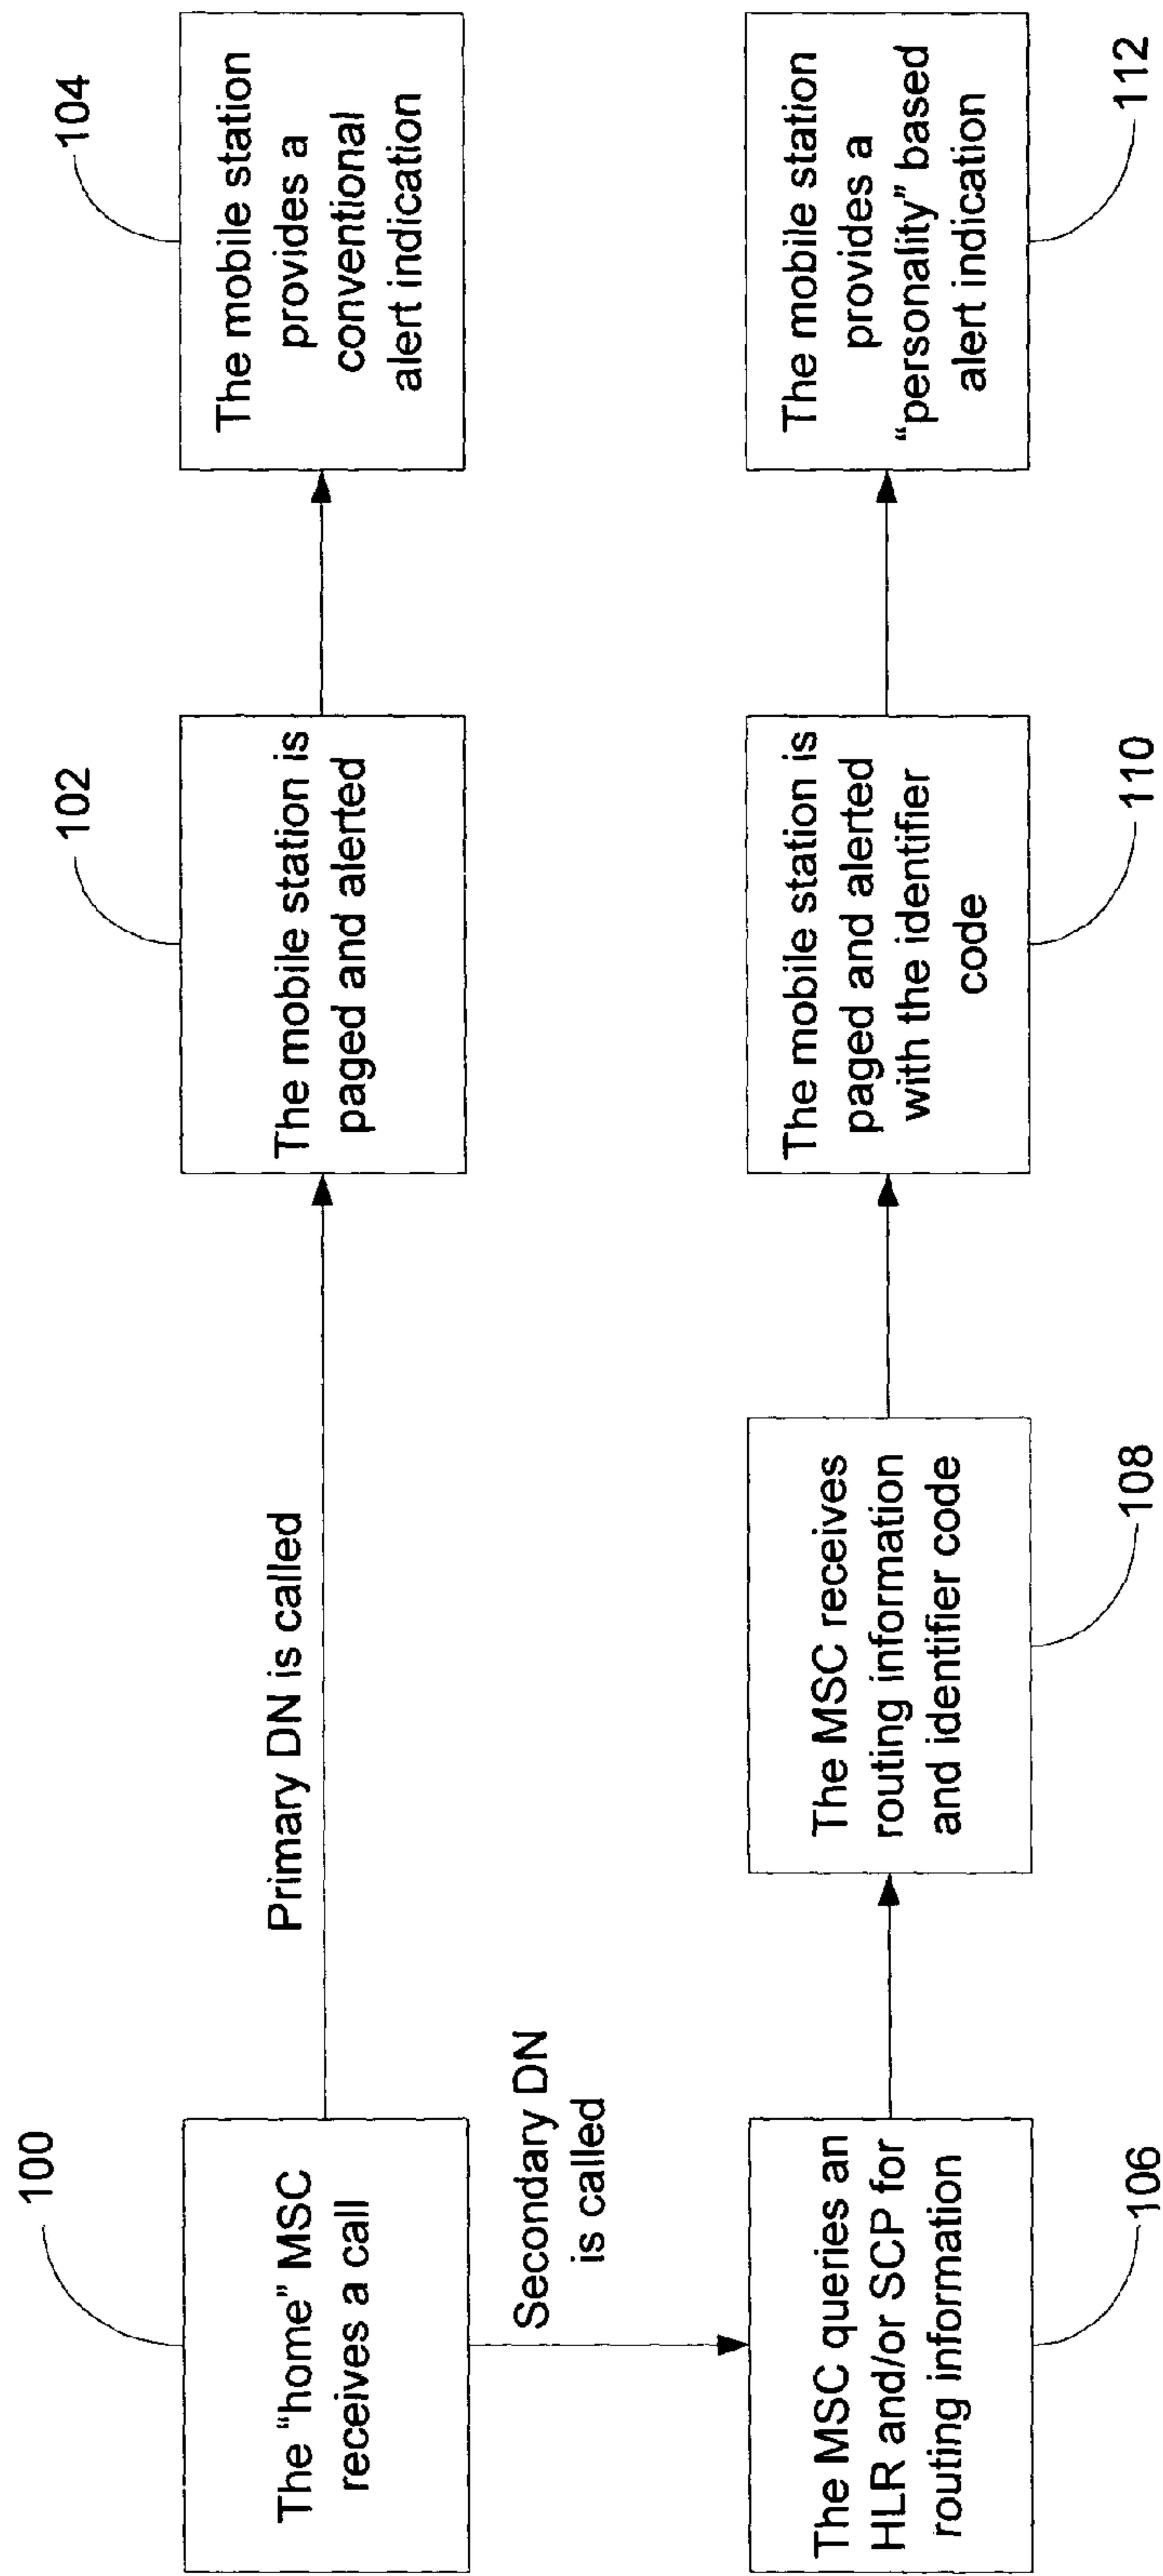 100
The “home” MSC
receives a call
Primary DN is called
102
The mobile station is
paged and alerted
104
The mobile station
provides a
conventional
alert indication
Secondary DN
is called
The MSC queries an
HLR and/or SCP for
routing information
106
The MSC receives
routing information
and identifier code
108
The mobile station is
paged and alerted
with the identifier
code
110
The mobile station
provides a
“personality” based
alert indication
112